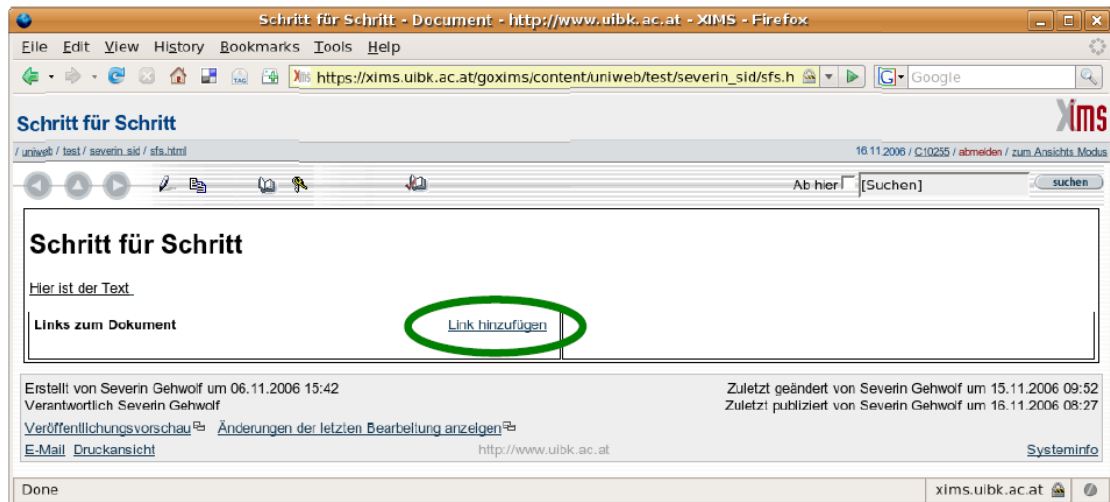 Schritt für Schritt - Document - http://www.uibk.ac.at - XIMS - Firefox
File Edit View History Bookmarks Tools Help
TAG Xims https://xims.uibk.ac.at/goxims/content/uniweb/test/severin_sid/sfs.h G Google
Schritt für Schritt Xims
/ uniweb / test / severin_sid / sfs.html 16.11.2006 / C10255 / abmelden / zum Ansichts Modus
Ab hier [Suchen] suchen
Schritt für Schritt
Hier ist der Text
Links zum Dokument Link hinzufügen
Erstellt von Severin Gehwolf um 06.11.2006 15:42 Zuletzt geändert von Severin Gehwolf um 15.11.2006 09:52
Verantwortlich Severin Gehwolf Zuletzt publiziert von Severin Gehwolf um 16.11.2006 08:27
Veröffentlichungsvorschau Änderungen der letzten Bearbeitung anzeigen
E-Mail Druckansicht http://www.uibk.ac.at Systeminfo
Done xims.uibk.ac.at